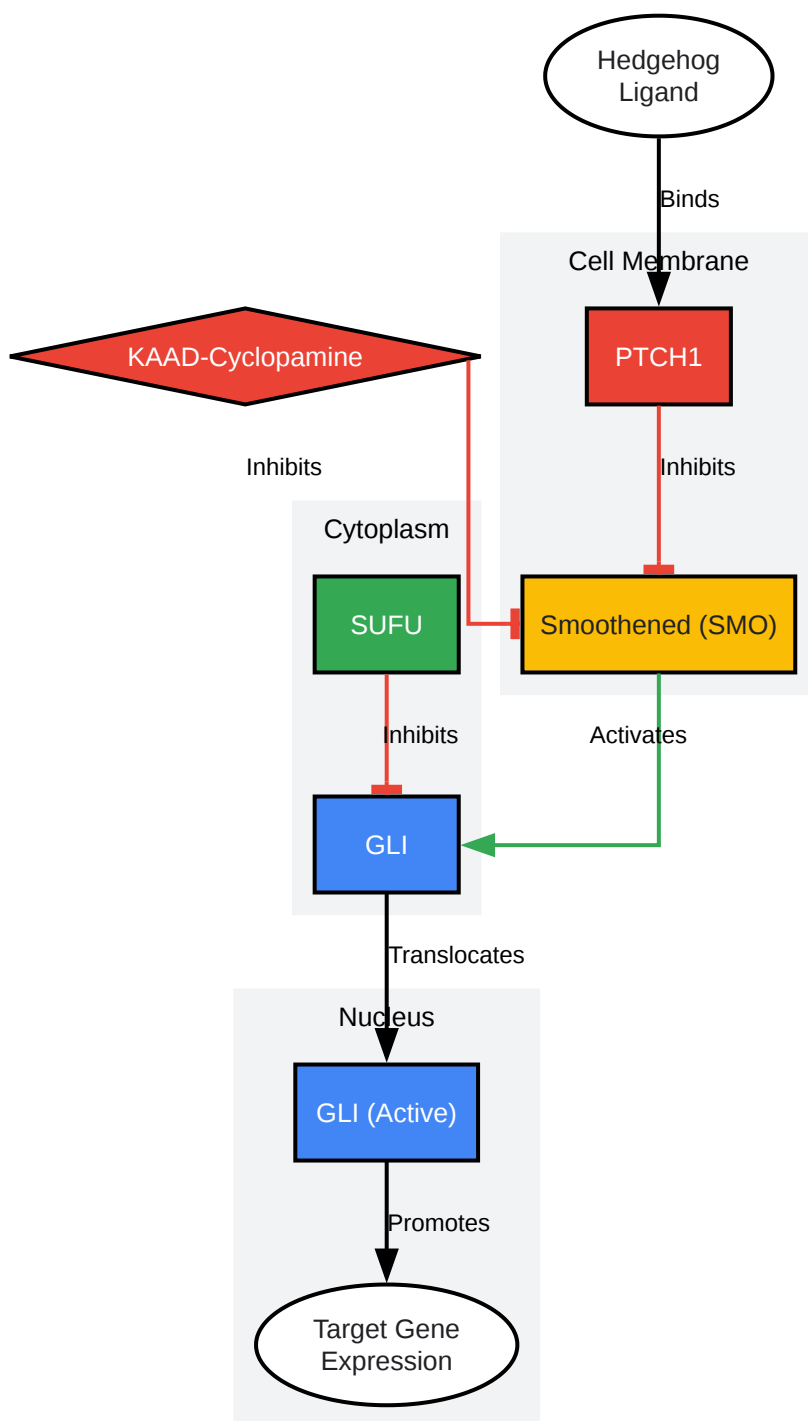 Hedgehog
Ligand
Binds
Cell Membrane
KAAD-Cyclopamine
PTCH1
Inhibits
Inhibits
Cytoplasm
SUFU
Smoothened (SMO)
Inhibits
Activates
GLI
Translocates
Nucleus
GLI (Active)
Promotes
Target Gene
Expression